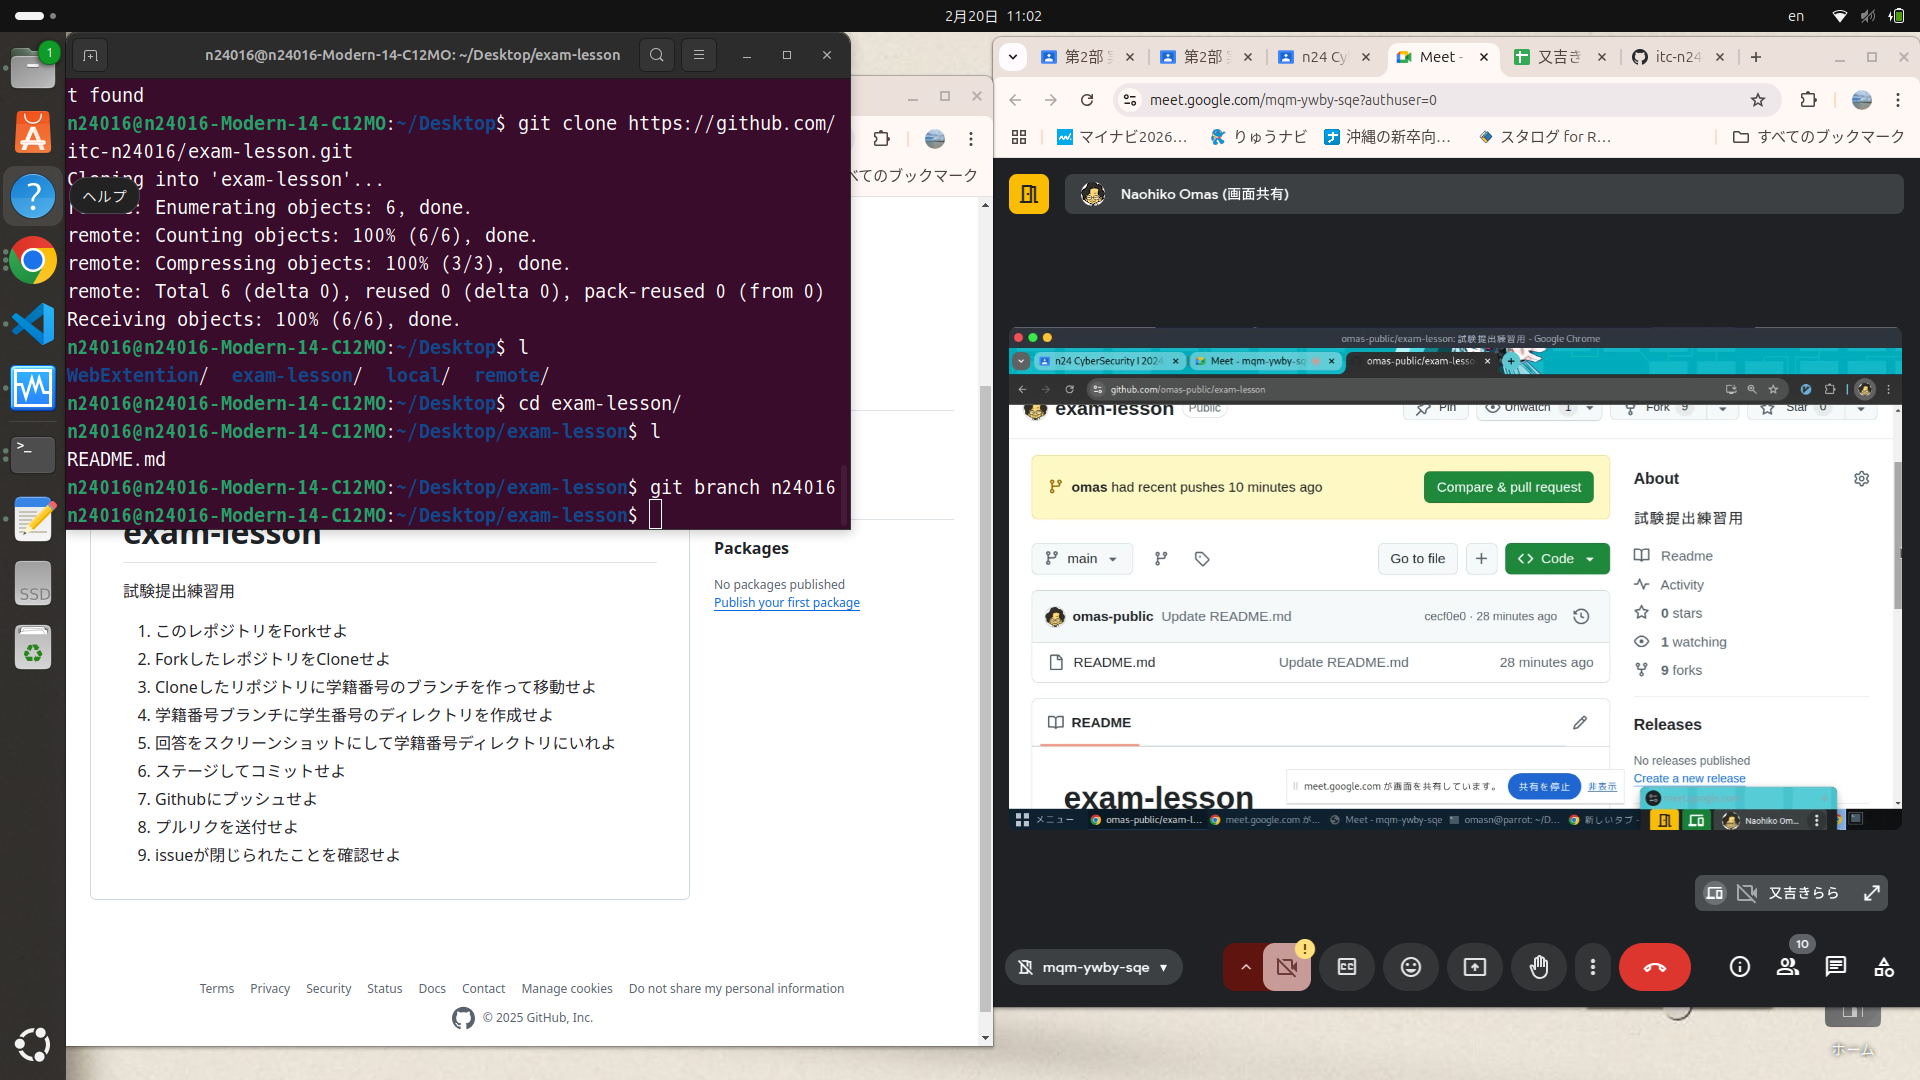 2月20日 11:02
en
1
n24016@n24016-Modern-14-C12MO: ~/Desktop/exam-lesson
t found
n24016@n24016-Modern-14-C12MO:~/Desktop$ git clone https://github.com/
itc-n24016/exam-lesson.git
Cloning into 'exam-lesson'...
remote: Enumerating objects: 6, done.
remote: Counting objects: 100% (6/6), done.
remote: Compressing objects: 100% (3/3), done.
remote: Total 6 (delta 0), reused 0 (delta 0), pack-reused 0 (from 0)
Receiving objects: 100% (6/6), done.
n24016@n24016-Modern-14-C12MO:~/Desktop$ l
WebExtention/ exam-lesson/ local/ remote/
n24016@n24016-Modern-14-C12MO:~/Desktop$ cd exam-lesson/
n24016@n24016-Modern-14-C12MO:~/Desktop/exam-lesson$ l
README.md
n24016@n24016-Modern-14-C12MO:~/Desktop/exam-lesson$ git branch n24016
n24016@n24016-Modern-14-C12MO:~/Desktop/exam-lesson$
ヘルプ
SSD
べてのブックマーク
exam-lesson
試験提出練習用
1. このレポジトリをForkせよ
2. ForkしたレポジトリをCloneせよ
3. Cloneしたリポジトリに学籍番号のブランチを作って移動せよ
4. 学籍番号ブランチに学生番号のディレクトリを作成せよ
5. 回答をスクリーンショットにして学籍番号ディレクトリにいれよ
6. ステージしてコミットせよ
7. Githubにプッシュせよ
8. プルリクを送付せよ
9. issueが閉じられたことを確認せよ
Packages
No packages published
Publish your first package
Terms Privacy Security Status Docs Contact Manage cookies Do not share my personal information
© 2025 GitHub, Inc.
第2部 第2部 n24 Cy Meet - 又吉き itc-n24
meet.google.com/mqm-ywby-sqe?authuser=0
マイナビ2026… りゅうナビ 沖縄の新卒向… スタログ for R… すべてのブックマーク
Naohiko Omas (画面共有)
omas-public/exam-lesson: 試験提出練習用 - Google Chrome
n24 CyberSecurity I 2024 Meet - mqm-ywby-sq omas-public/exam-lesso
github.com/omas-public/exam-lesson
exam-lesson Public Pin Unwatch 1 Fork 9 Star 0
omas had recent pushes 10 minutes ago Compare & pull request
main Go to file Code
omas-public Update README.md cecf0e0 · 28 minutes ago
README.md Update README.md 28 minutes ago
README
exam-lesson
About
試験提出練習用
Readme
Activity
0 stars
1 watching
9 forks
Releases
No releases published
Create a new release
meet.google.com が画面を共有しています。 共有を停止 非表示
メニュー omas-public/exam-l... meet.google.com が... Meet - mqm-ywby-sqe omasn@parrot: ~/D... 新しいタブ - Naohiko Om...
又吉きらら
mqm-ywby-sqe
10
ホーム